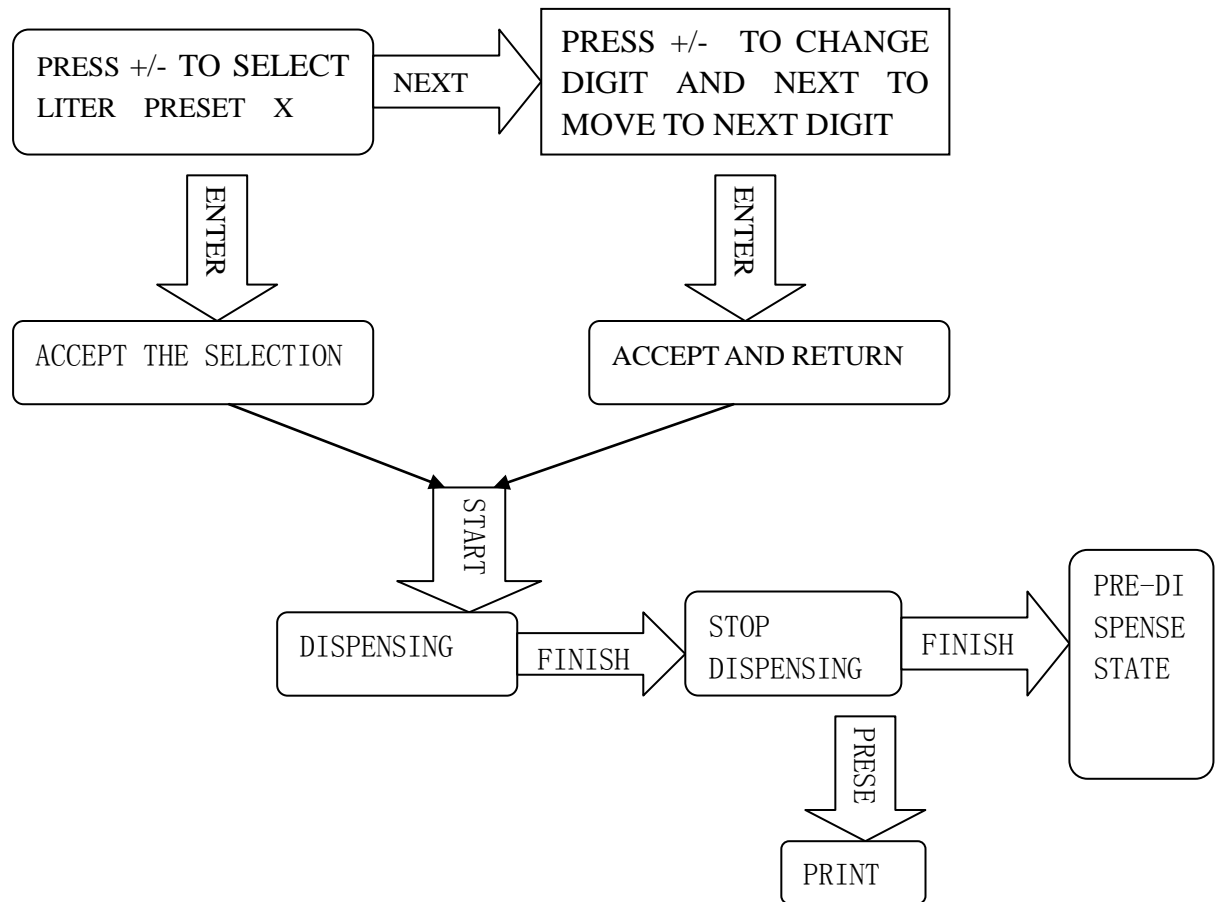 PRESS +/- TO SELECT
LITER PRESET X
NEXT
PRESS +/- TO CHANGE
DIGIT AND NEXT TO
MOVE TO NEXT DIGIT
ENTER
ENTER
ACCEPT THE SELECTION
ACCEPT AND RETURN
START
DISPENSING
FINISH
STOP
DISPENSING
FINISH
PRE-DI
SPENSE
STATE
PRESE
PRINT